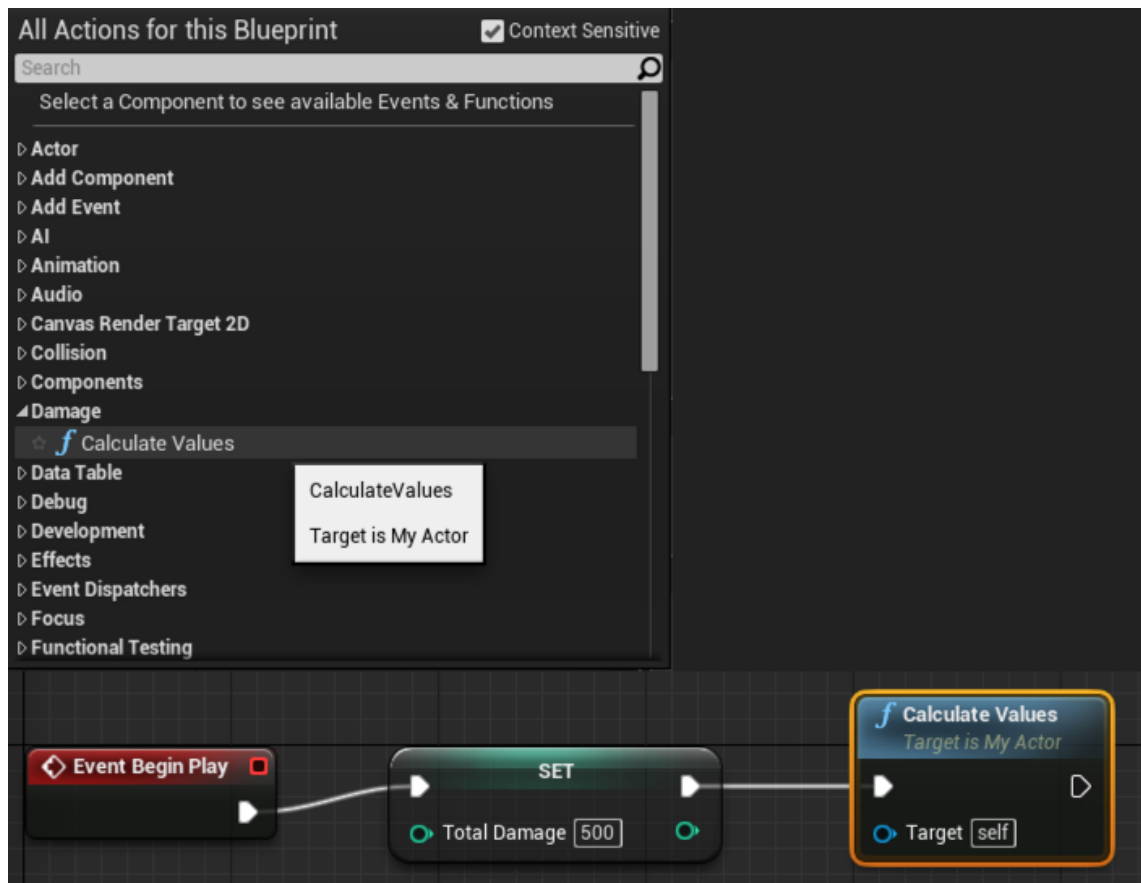 All Actions for this Blueprint
Context Sensitive
Search
Select a Component to see available Events & Functions
Actor
Add Component
Add Event
AI
Animation
Audio
Canvas Render Target 2D
Collision
Components
Damage
f Calculate Values
Data Table
Debug
Development
Effects
Event Dispatchers
Focus
Functional Testing
CalculateValues
Target is My Actor
Event Begin Play
SET
Total Damage 500
f Calculate Values
Target is My Actor
Target self